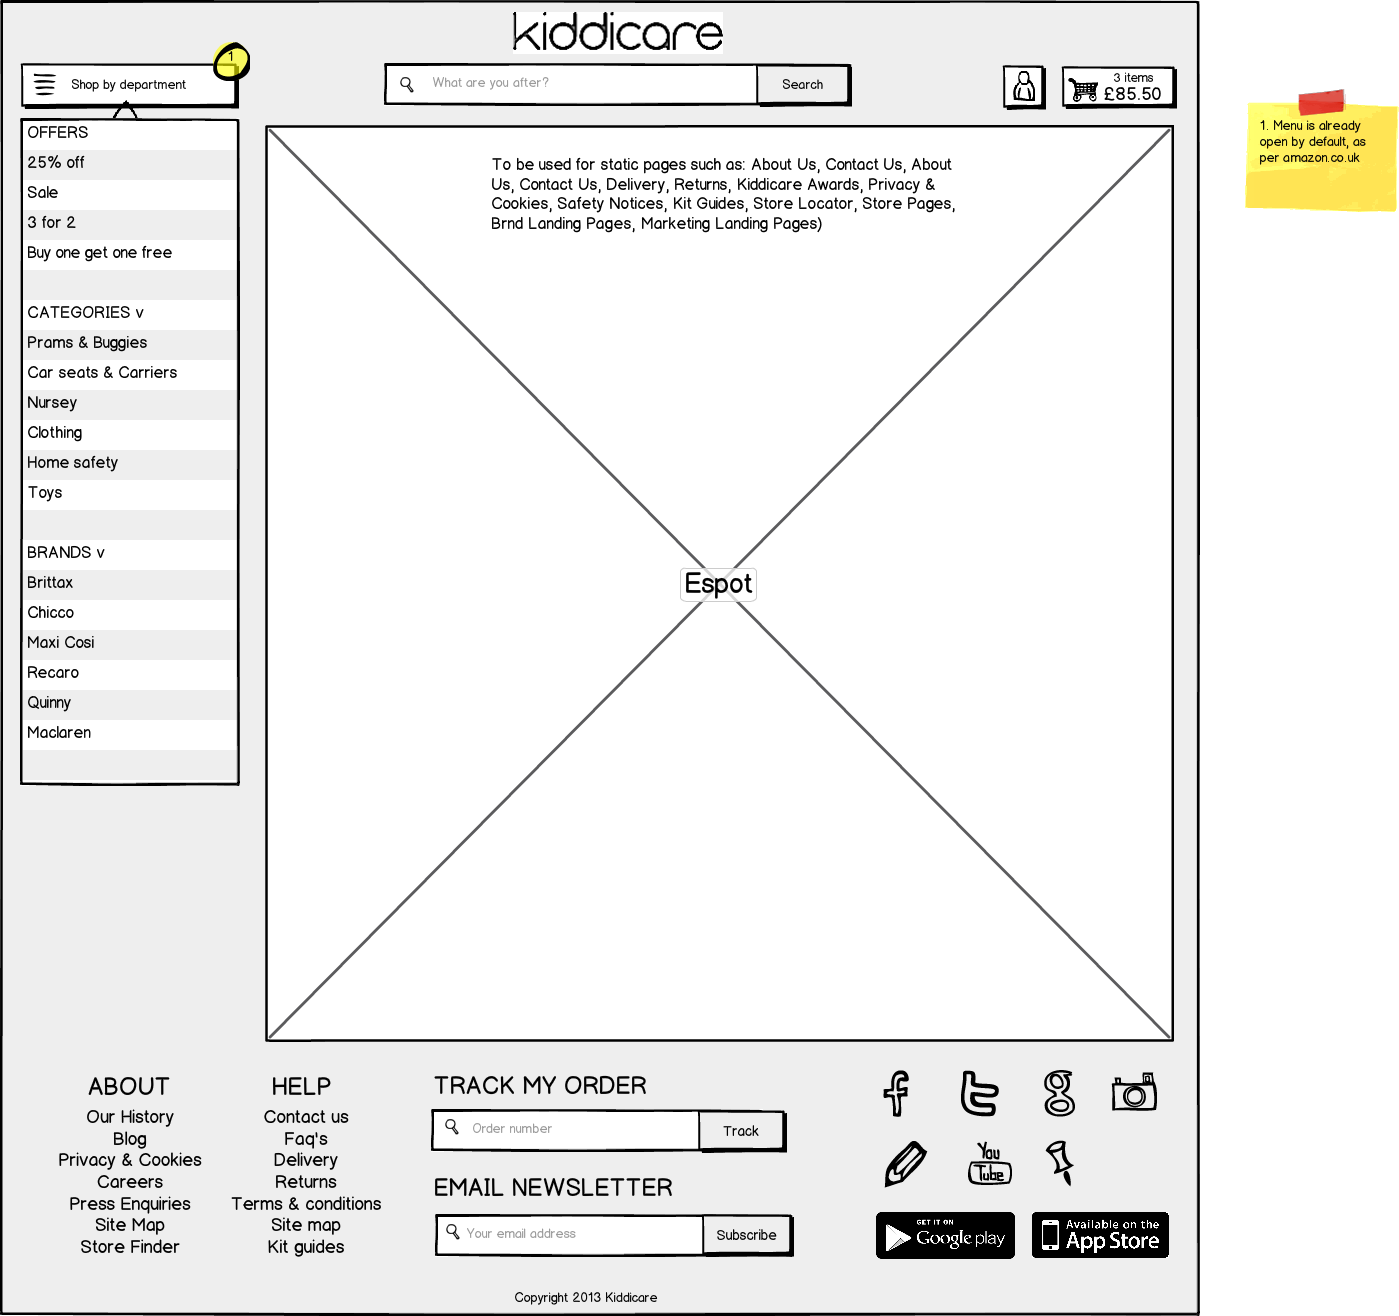 kiddicare
1
Shop by department
What are you after?
Search
3 items
£85.50
1. Menu is already
open by default, as
per amazon.co.uk
OFFERS
25% off
Sale
3 for 2
Buy one get one free
CATEGORIES v
Prams & Buggies
Car seats & Carriers
Nursey
Clothing
Home safety
Toys
BRANDS v
Brittax
Chicco
Maxi Cosi
Recaro
Quinny
Maclaren
To be used for static pages such as: About Us, Contact Us, About
Us, Contact Us, Delivery, Returns, Kiddicare Awards, Privacy &
Cookies, Safety Notices, Kit Guides, Store Locator, Store Pages,
Brnd Landing Pages, Marketing Landing Pages)
Espot
ABOUT
Our History
Blog
Privacy & Cookies
Careers
Press Enquiries
Site Map
Store Finder
HELP
Contact us
Faq's
Delivery
Returns
Terms & conditions
Site map
Kit guides
TRACK MY ORDER
Order number
Track
EMAIL NEWSLETTER
Your email address
Subscribe
f
t
g
You
Tube
GET IT ON
Google play
Available on the
App Store
Copyright 2013 Kiddicare